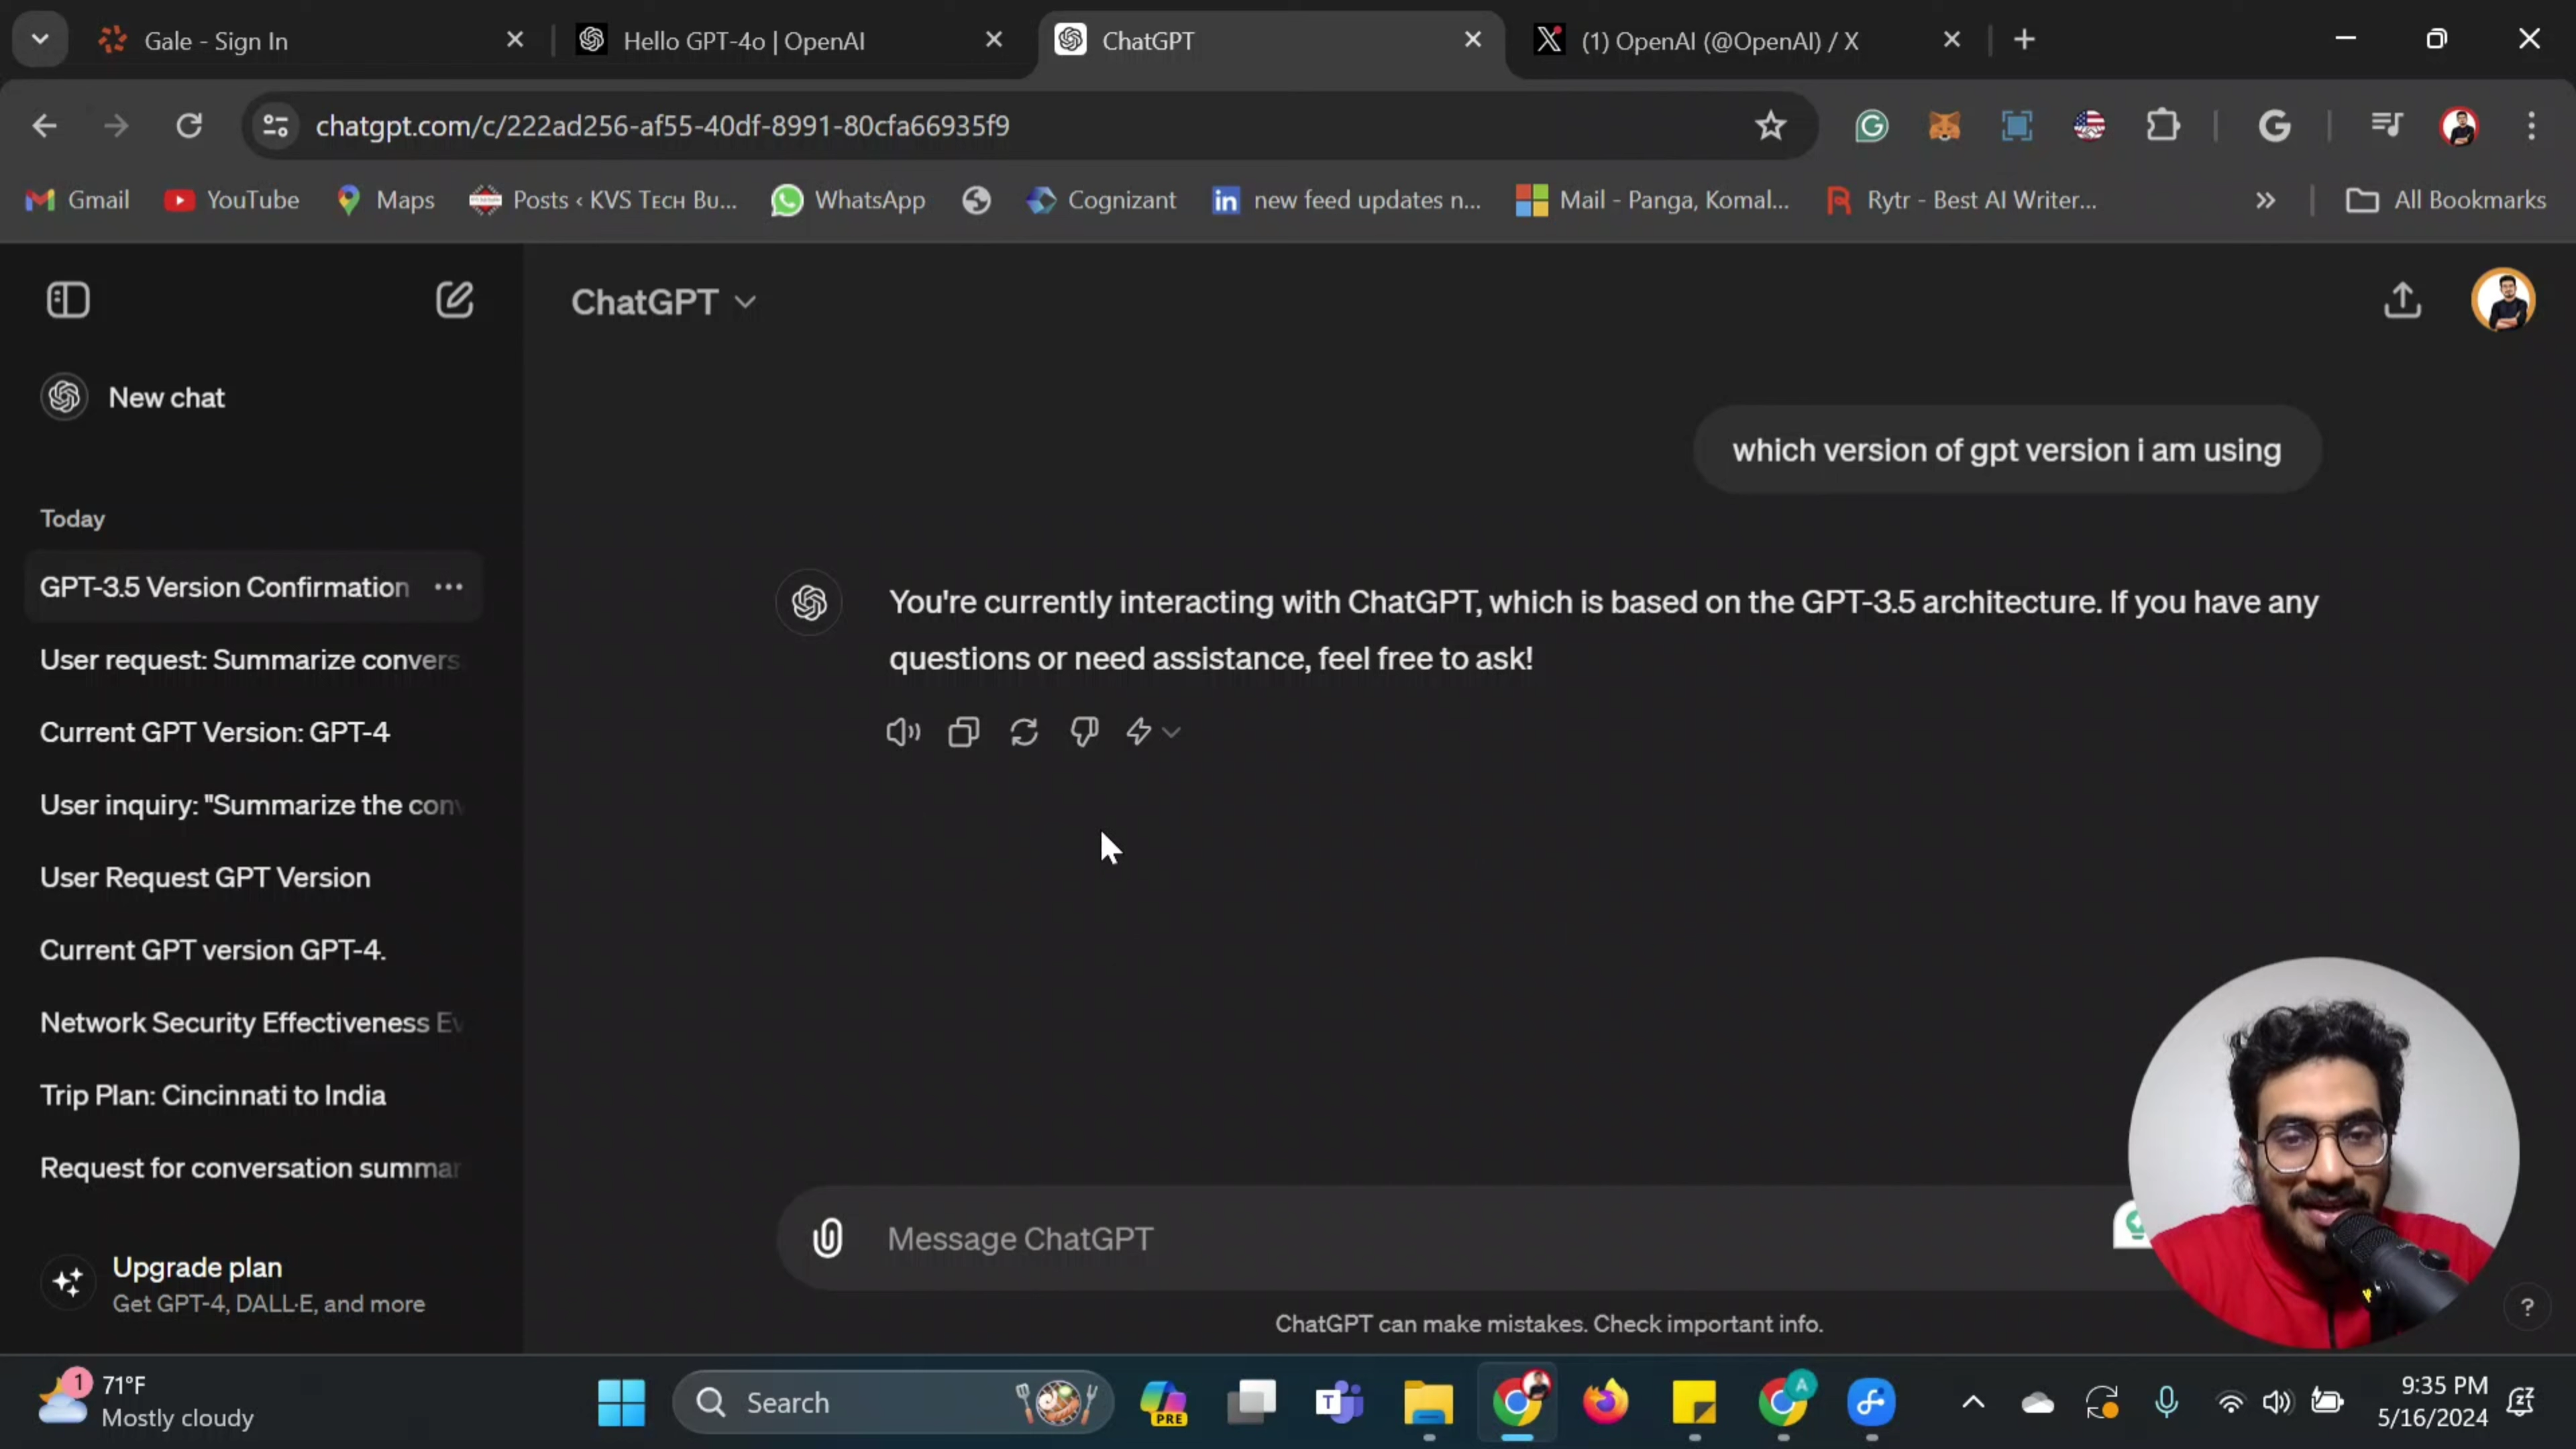 Gale - Sign In
Hello GPT-4o | OpenAI
ChatGPT
(1) OpenAI (@OpenAI) / X
chatgpt.com/c/222ad256-af55-40df-8991-80cfa66935f9
Gmail
YouTube
Maps
Posts ‹ KVS Tech Bu...
WhatsApp
Cognizant
new feed updates n...
Mail - Panga, Komal...
Rytr - Best AI Writer...
All Bookmarks
ChatGPT
New chat
which version of gpt version i am using
Today
GPT-3.5 Version Confirmation
You're currently interacting with ChatGPT, which is based on the GPT-3.5 architecture. If you have any
questions or need assistance, feel free to ask!
User request: Summarize convers
Current GPT Version: GPT-4
User inquiry: "Summarize the conv
User Request GPT Version
Current GPT version GPT-4.
Network Security Effectiveness Ev
Trip Plan: Cincinnati to India
Request for conversation summar
Message ChatGPT
Upgrade plan
Get GPT-4, DALL·E, and more
ChatGPT can make mistakes. Check important info.
?
1
71°F
Mostly cloudy
Search
PRE
T
A
9:35 PM
5/16/2024